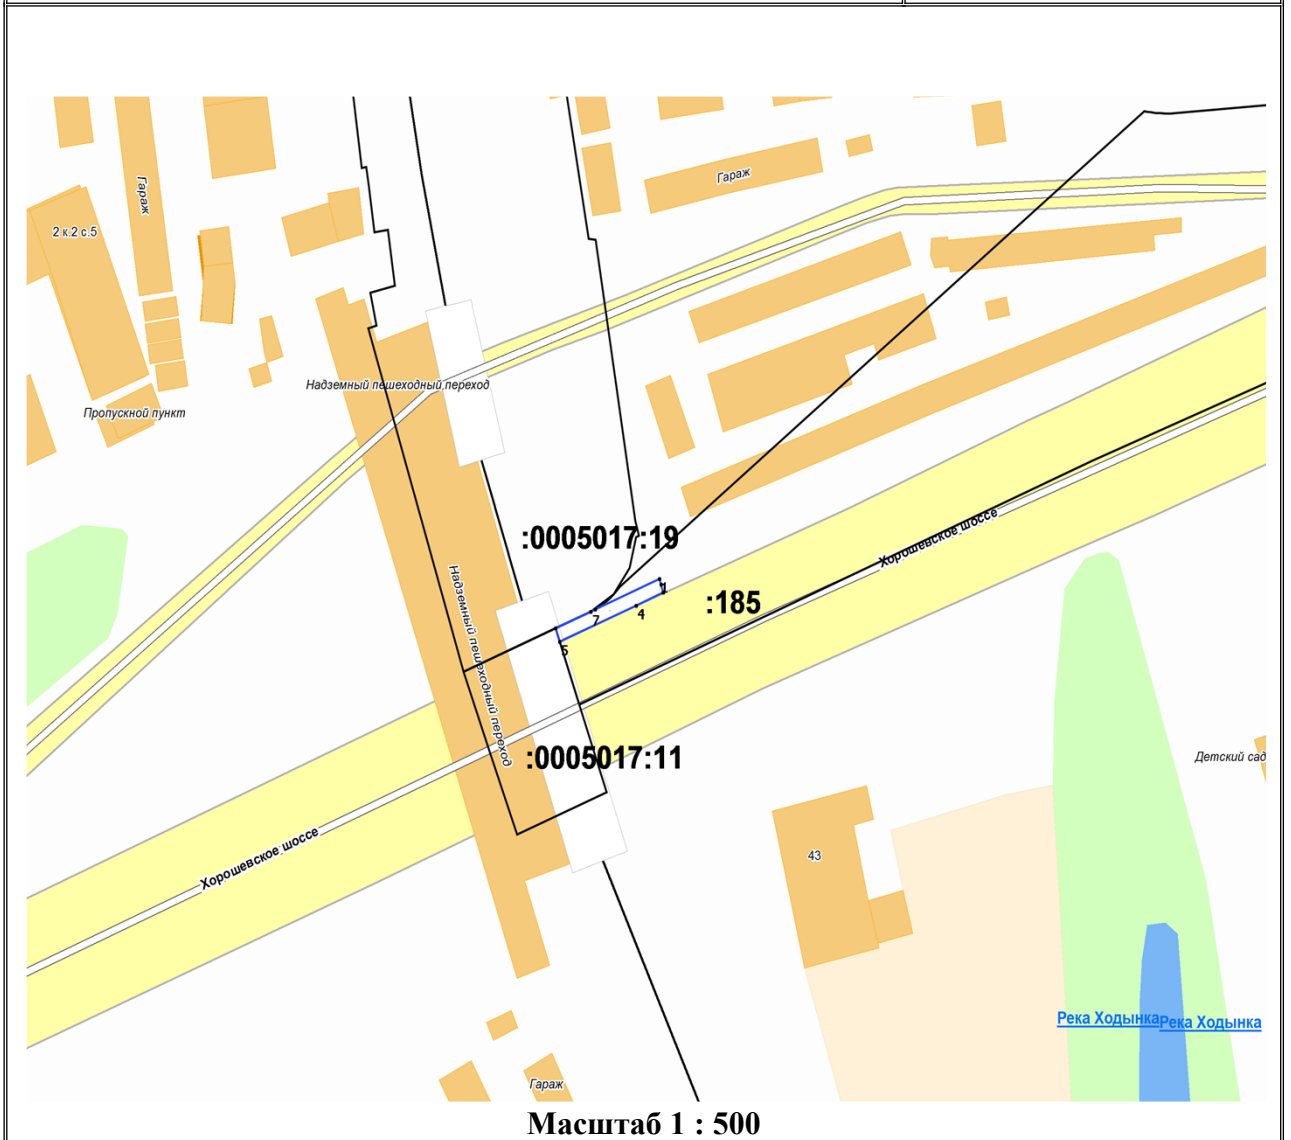 Гараж
Гараж
2 к.2 с.5
Надземный пешеходный переход
Пропускной пункт
Хорошевское шоссе
:0005017:19
1
:185
4
7
5
Надземный пешеходный переход
:0005017:11
Детский сад
Хорошевское шоссе
43
Река Ходынка
Река Ходынка
Гараж
Масштаб 1 : 500